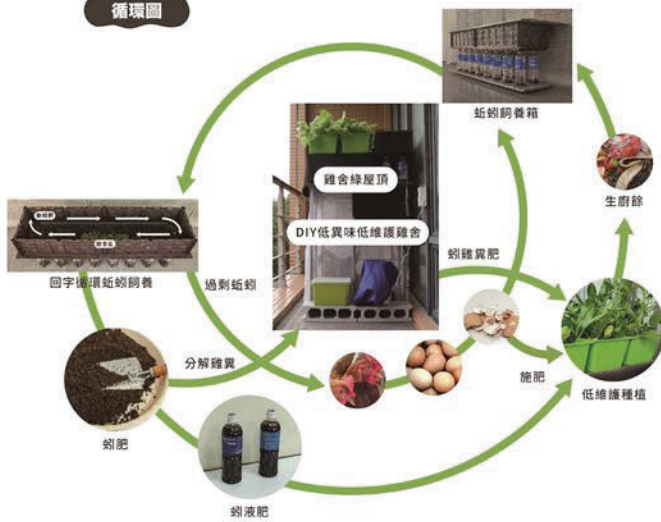 循環圖
蚯蚓飼養箱
雞舍綠屋頂
DIY低異味低維護雞舍
生廚餘
回字循環蚯蚓飼養
過剩蚯蚓
蚓雞糞肥
分解雞糞
施肥
低維護種植
蚓肥
蚓液肥